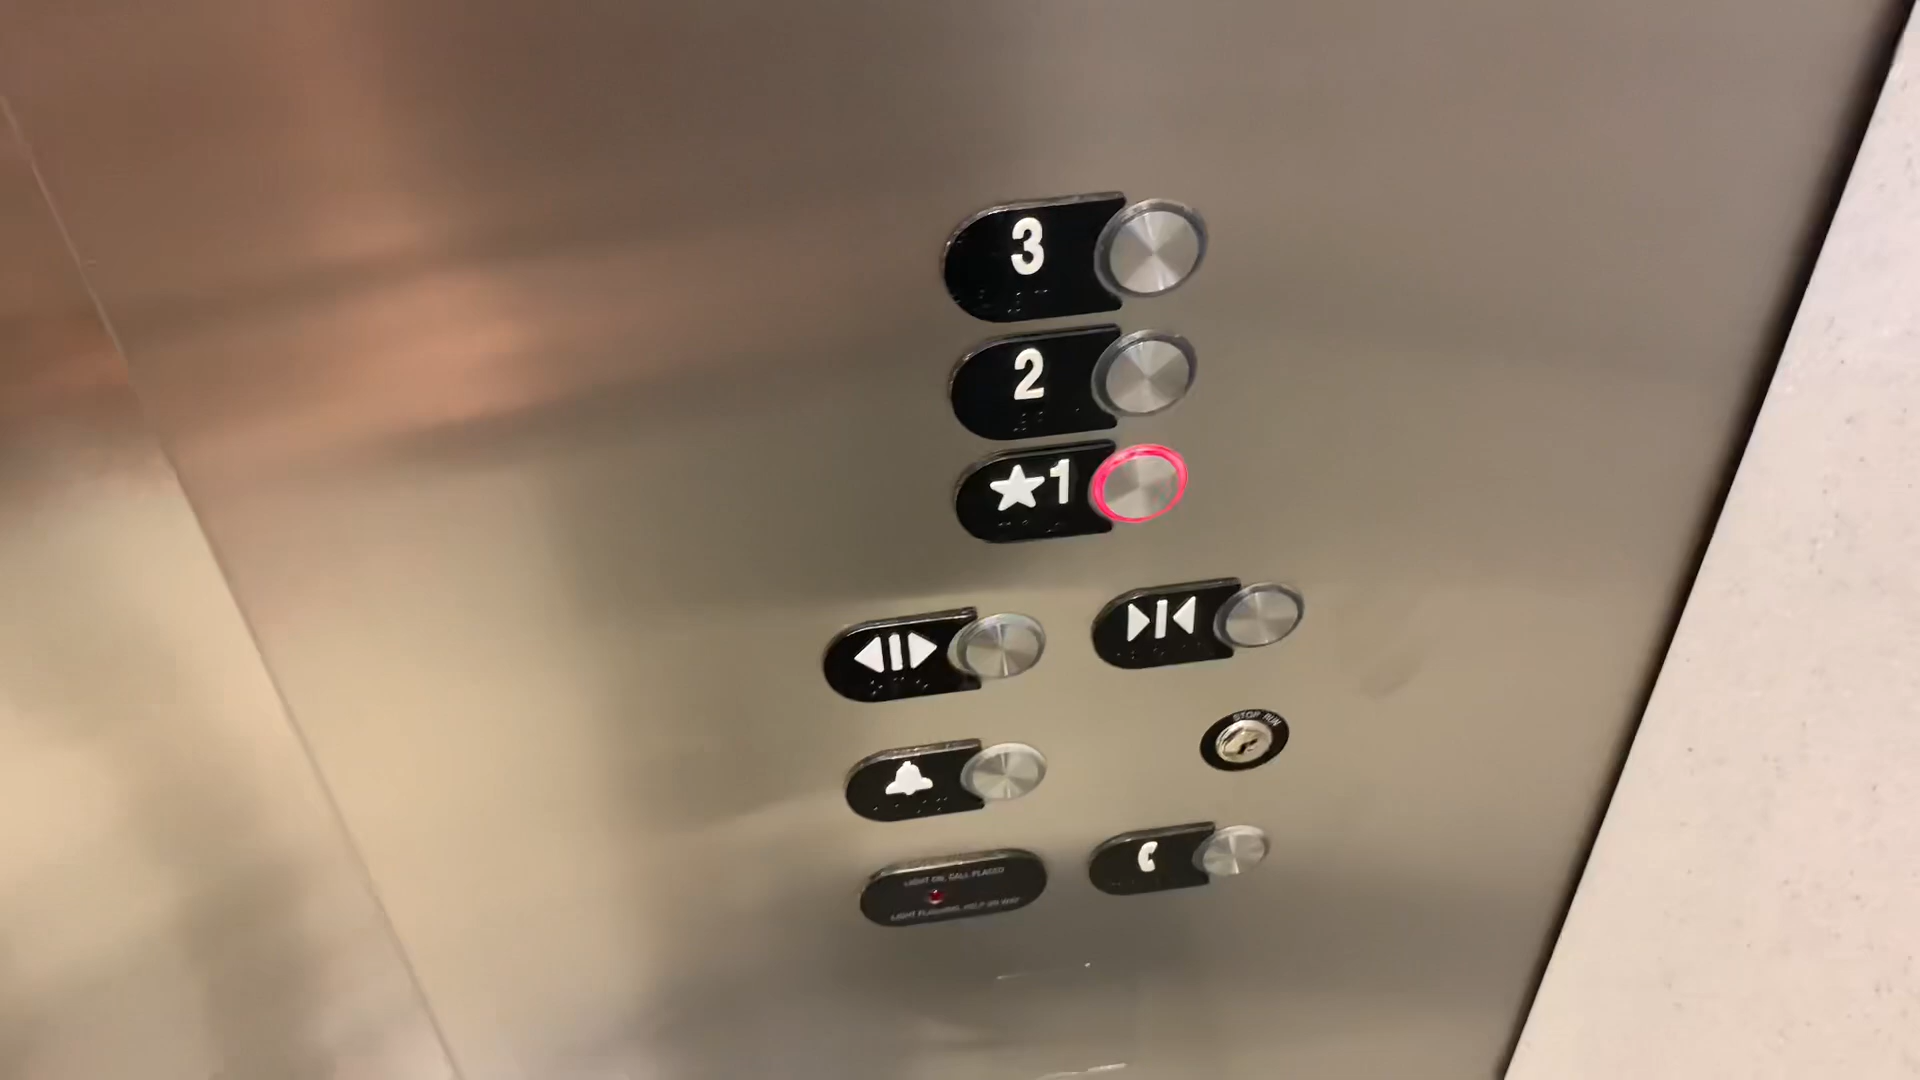 3
2
★1
STOP RUN
LIGHT ON, CALL PLACED
LIGHT FLASHING, HELP ON WAY